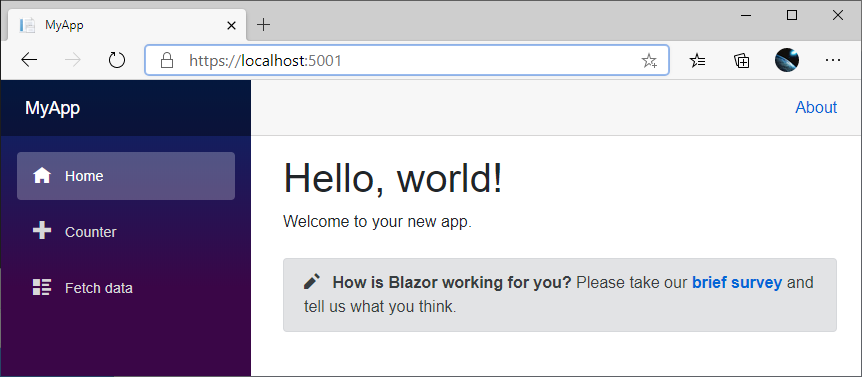 MyApp
https://localhost:5001
MyApp
About
Home
Counter
Fetch data
Hello, world!
Welcome to your new app.
How is Blazor working for you? Please take our brief survey and
tell us what you think.